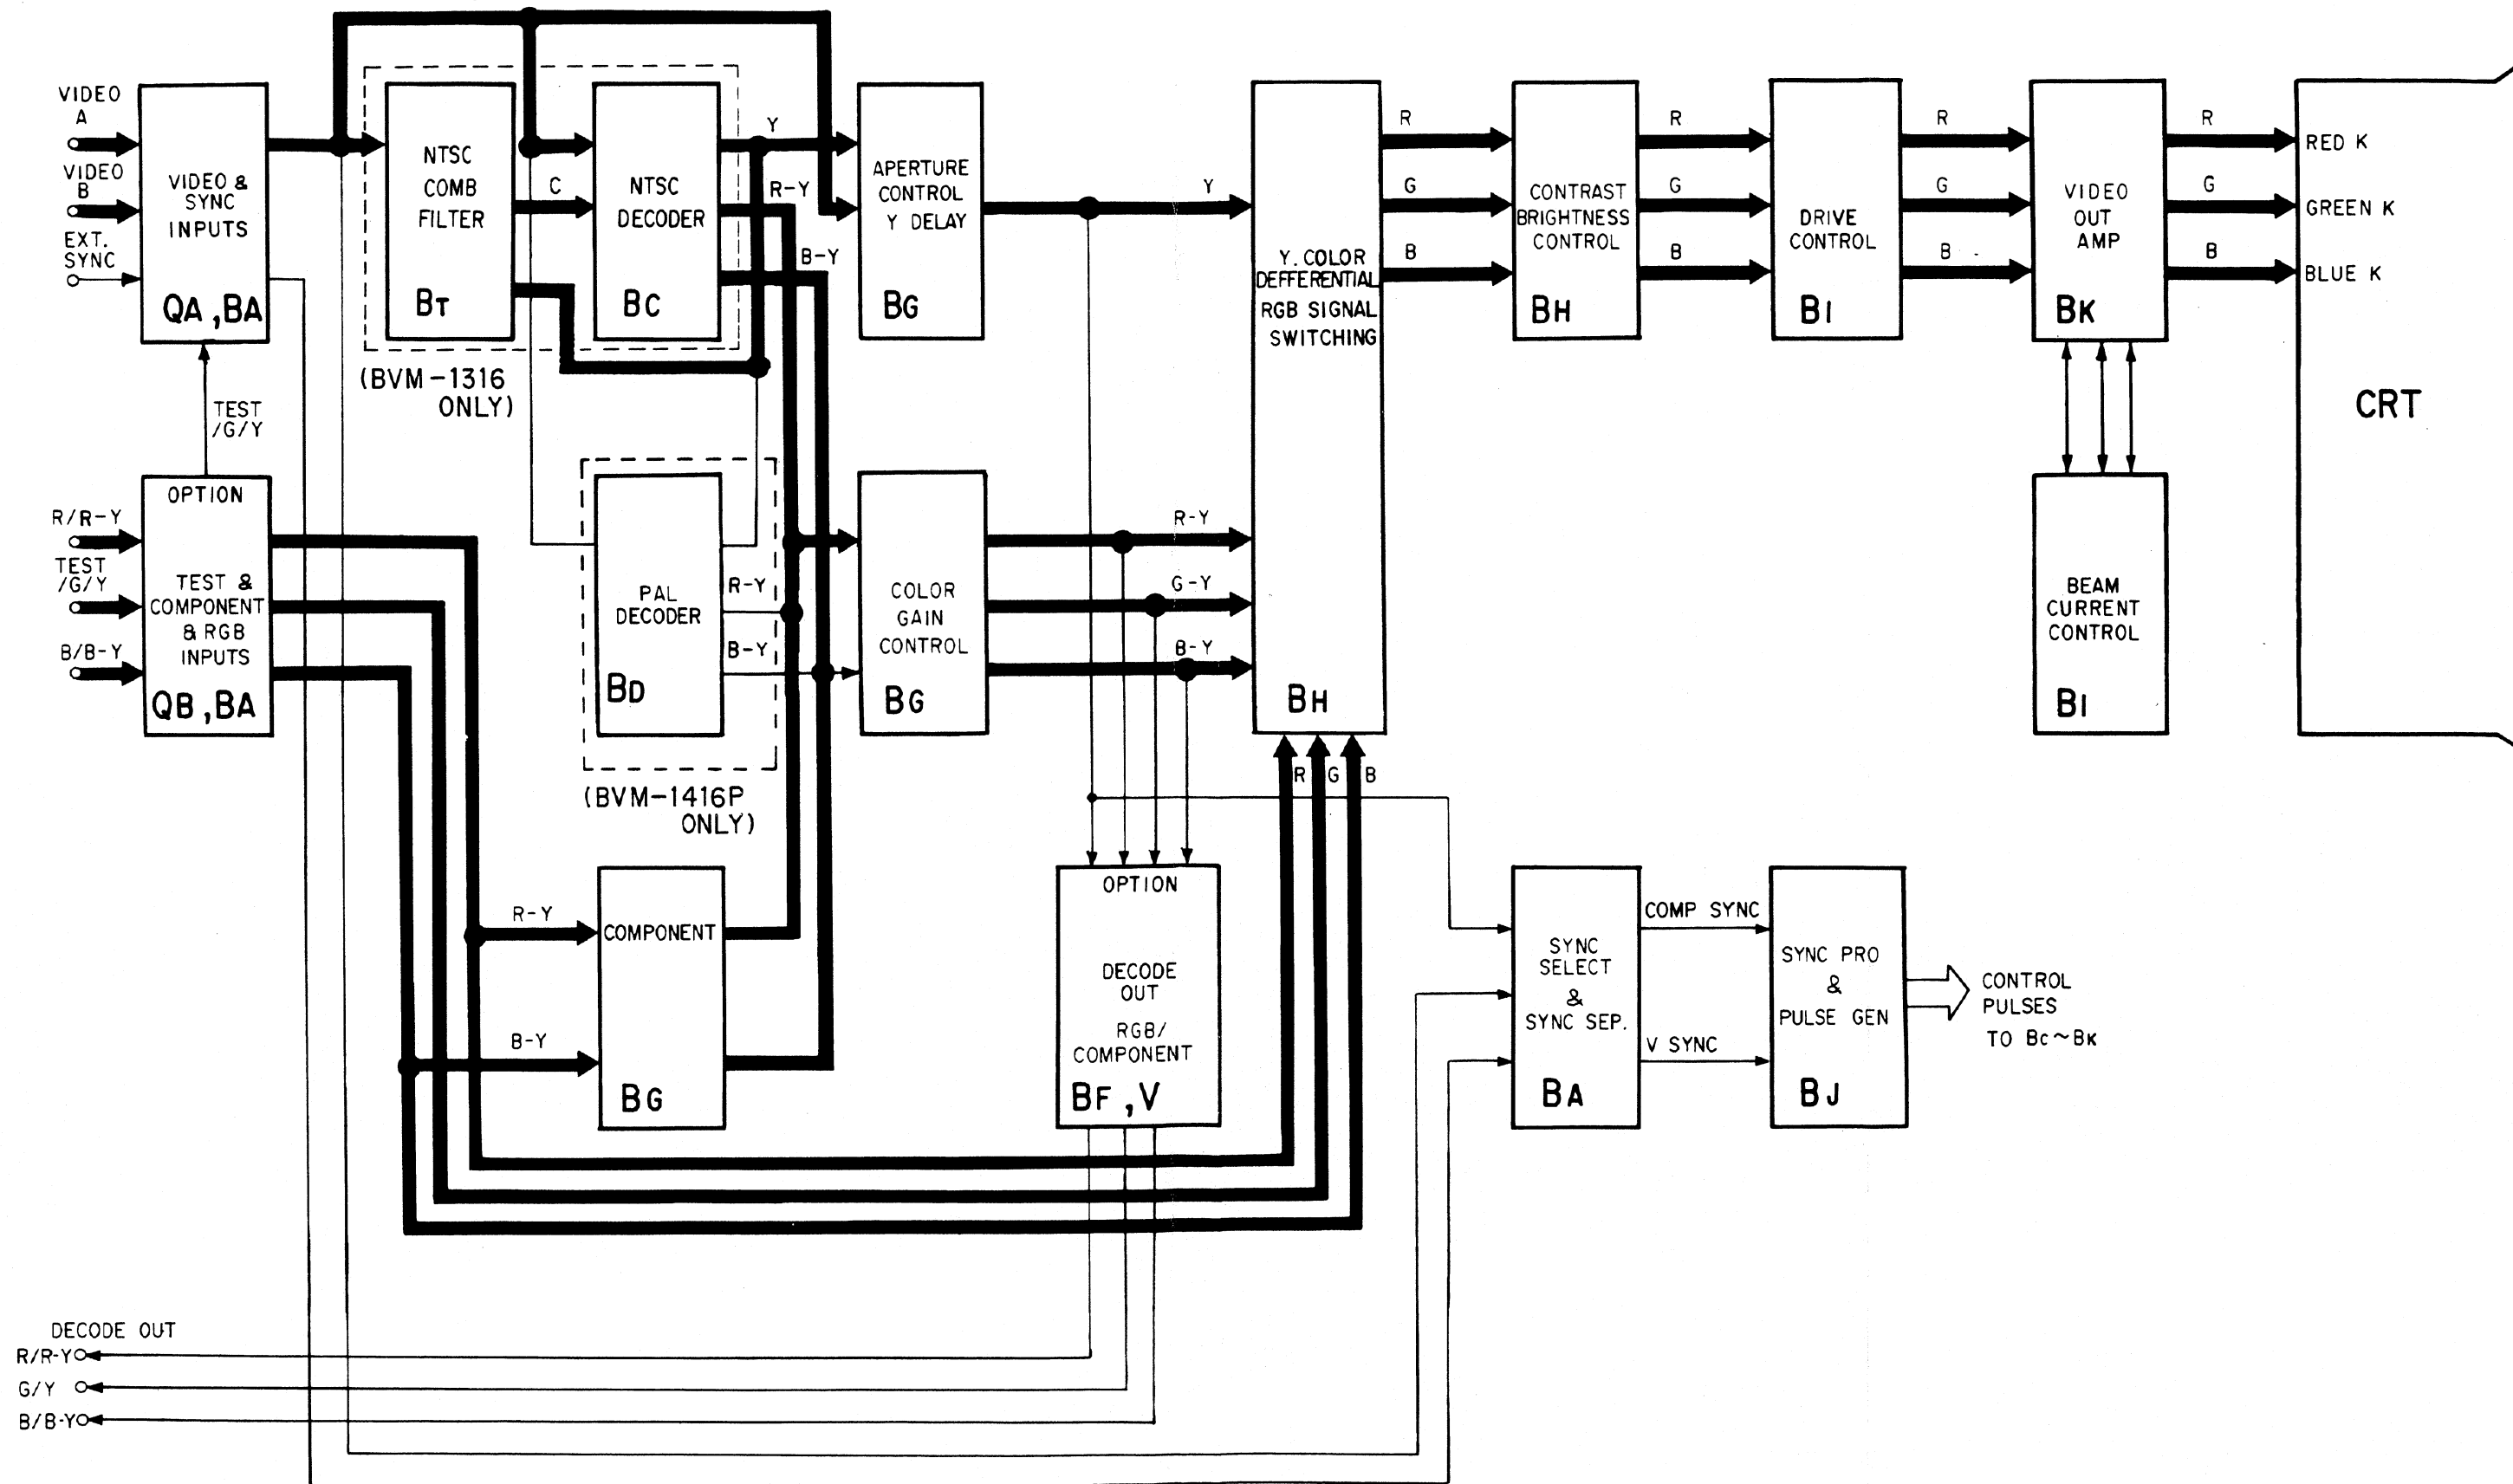 VIDEO
A
VIDEO
B
EXT.
SYNC
VIDEO &
SYNC
INPUTS
QA, BA
NTSC
COMB
FILTER
BT
C
NTSC
DECODER
BC
(BVM-1316
ONLY)
Y
R-Y
B-Y
APERTURE
CONTROL
Y DELAY
BG
Y
Y. COLOR
DEFFERENTIAL
RGB SIGNAL
SWITCHING
BH
R
G
B
CONTRAST
BRIGHTNESS
CONTROL
BH
R
G
B
DRIVE
CONTROL
BI
R
G
B
VIDEO
OUT
AMP
BK
R
G
B
RED K
GREEN K
BLUE K
CRT
TEST
/G/Y
R/R-Y
TEST
/G/Y
B/B-Y
OPTION
TEST &
COMPONENT
& RGB
INPUTS
QB, BA
PAL
DECODER
BD
R-Y
B-Y
(BVM-1416P
ONLY)
COLOR
GAIN
CONTROL
BG
R-Y
G-Y
B-Y
BEAM
CURRENT
CONTROL
BI
R G B
R-Y
B-Y
COMPONENT
BG
OPTION
DECODE
OUT
RGB/
COMPONENT
BF, V
SYNC
SELECT
&
SYNC SEP.
BA
COMP SYNC
V SYNC
SYNC PRO
&
PULSE GEN
BJ
CONTROL
PULSES
TO BC~BK
DECODE OUT
R/R-Y
G/Y
B/B-Y